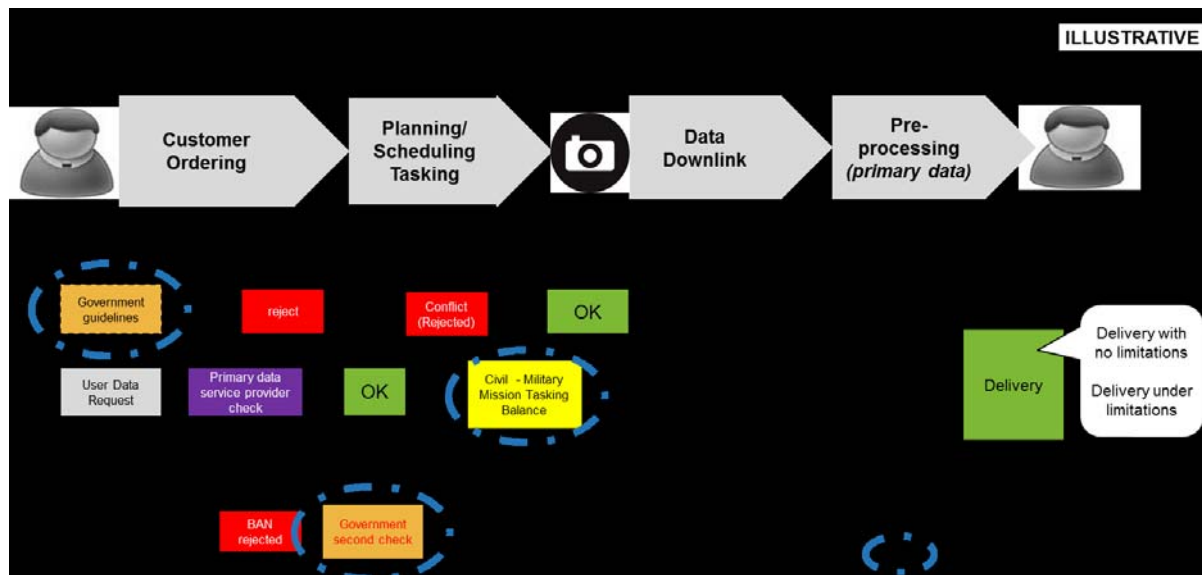 ILLUSTRATIVE
Customer
Ordering
Planning/
Scheduling
Tasking
Data
Downlink
Pre-
processing
(primary data)
Government
guidelines
reject
Conflict
(Rejected)
OK
User Data
Request
Primary data
service provider
check
OK
Civil - Military
Mission Tasking
Balance
Delivery
Delivery with
no limitations
Delivery under
limitations
BAN
rejected
Government
second check